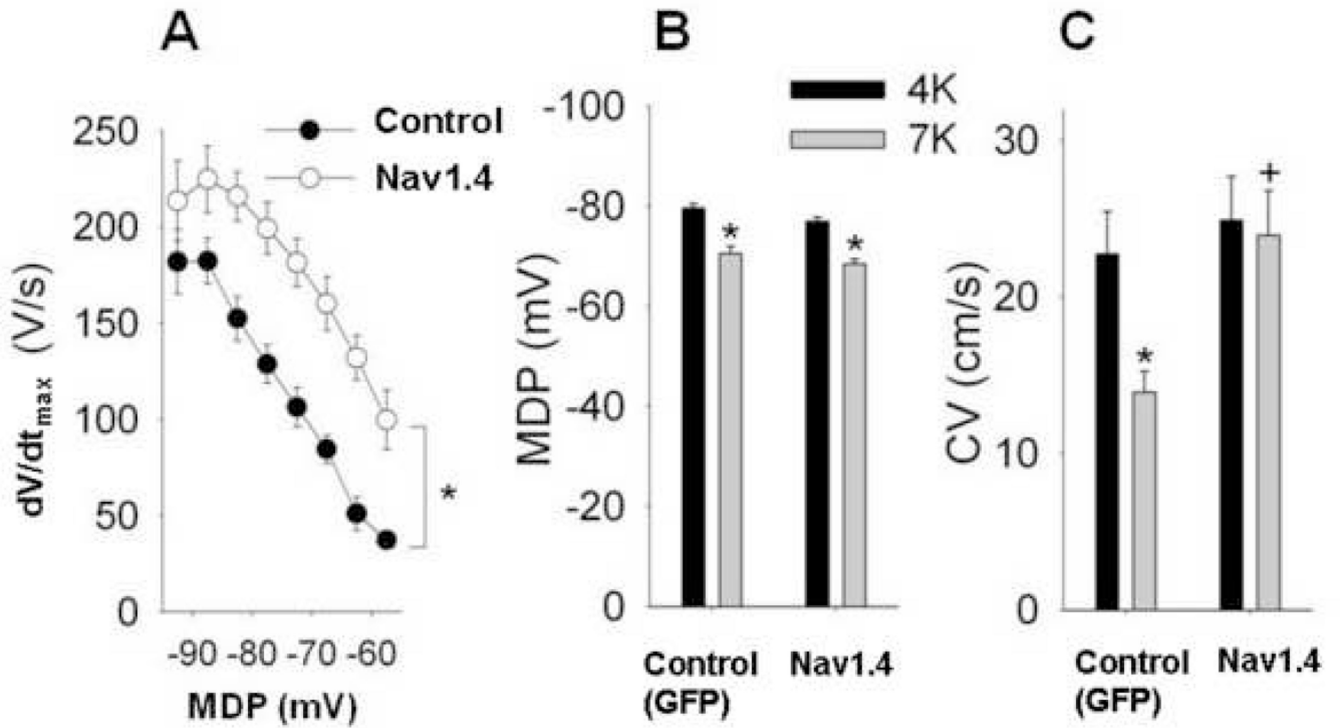 A
B
C
Control
Nav1.4
250
200
150
100
50
0
dV/dtmax (V/s)
*
-90 -80 -70 -60
MDP (mV)
4K
7K
-100
-80
-60
-40
-20
0
MDP (mV)
*
*
Control
(GFP)
Nav1.4
30
20
10
0
CV (cm/s)
*
+
Control
(GFP)
Nav1.4